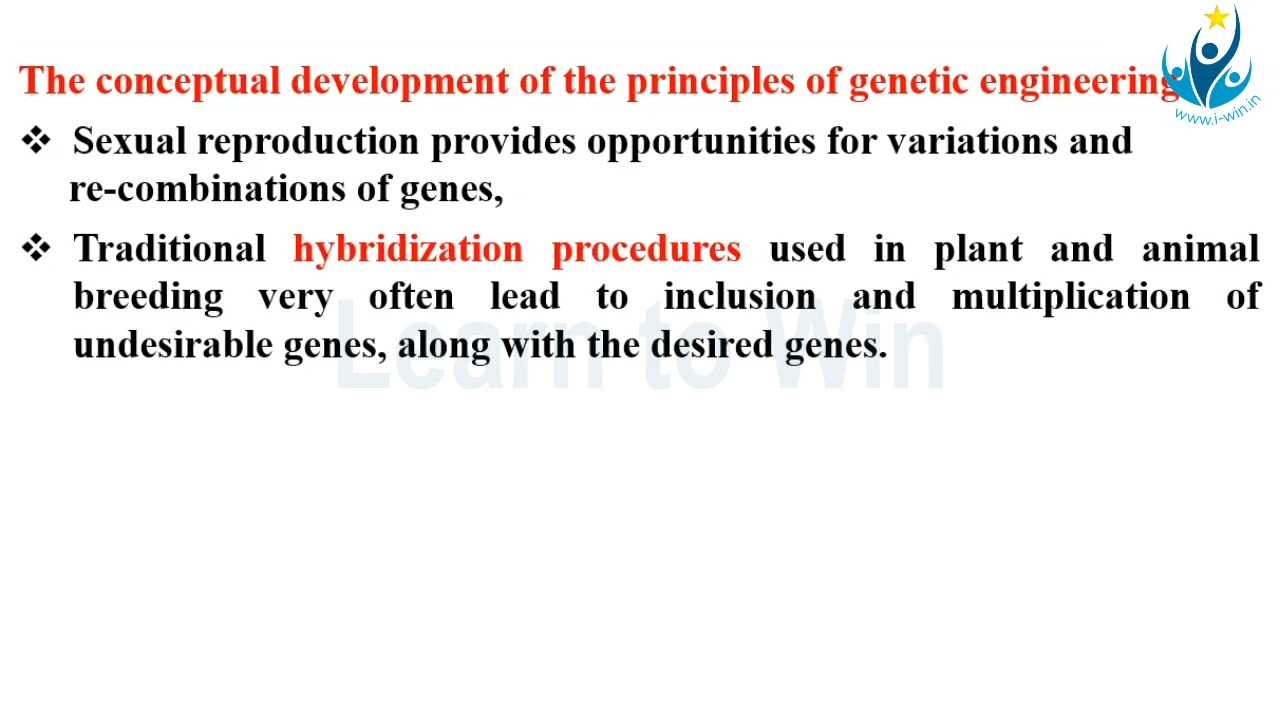 The conceptual development of the principles of genetic engineering
❖ Sexual reproduction provides opportunities for variations and
re-combinations of genes,
❖ Traditional hybridization procedures used in plant and animal
breeding very often lead to inclusion and multiplication of
undesirable genes, along with the desired genes.
Learn to Win
www.i-win.in